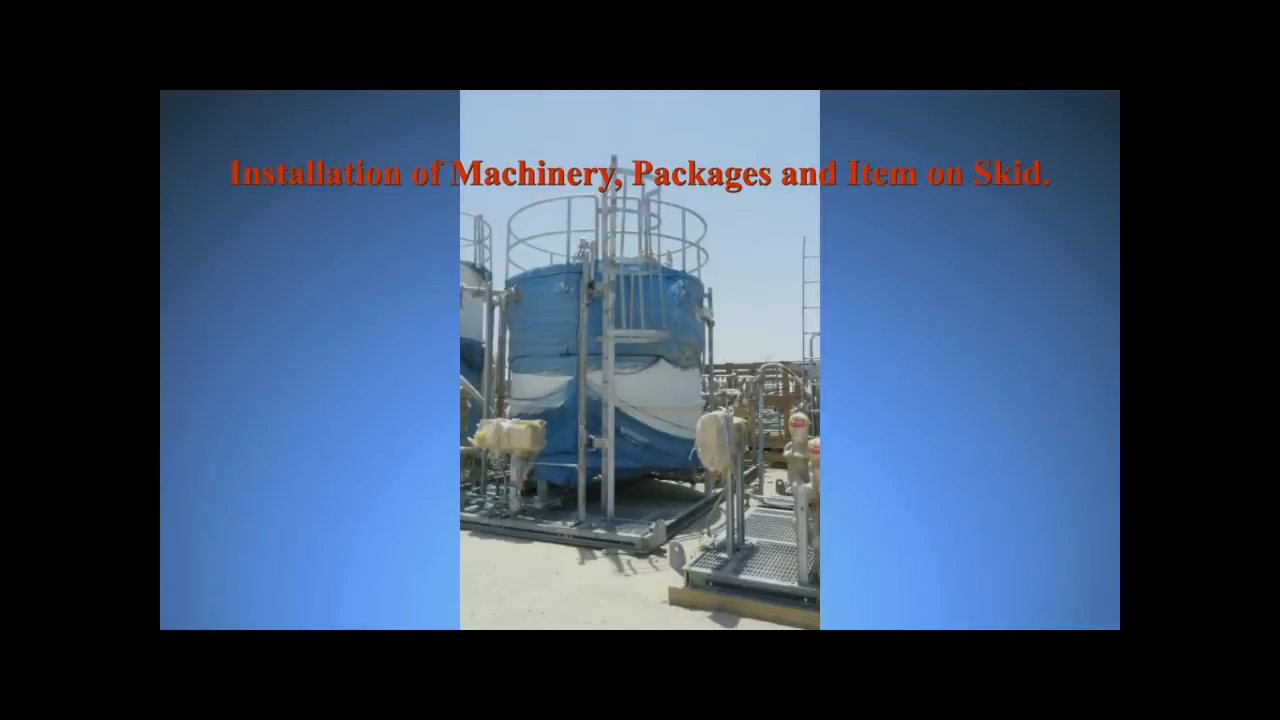 Installation of Machinery, Packages and Item on Skid.